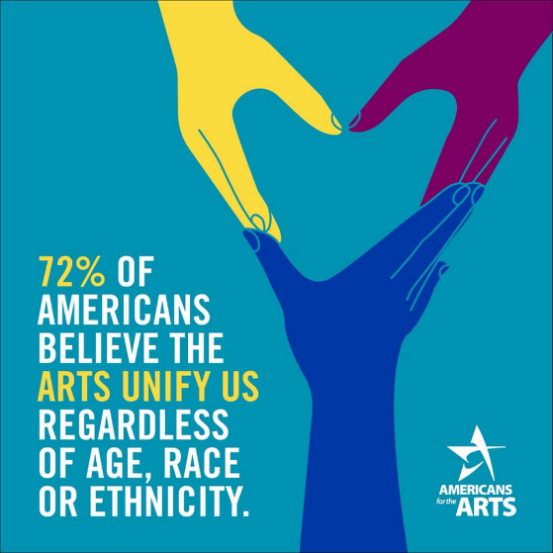 72% OF
AMERICANS
BELIEVE THE
ARTS UNIFY US
REGARDLESS
OF AGE, RACE
OR ETHNICITY.
AMERICANS
for the ARTS